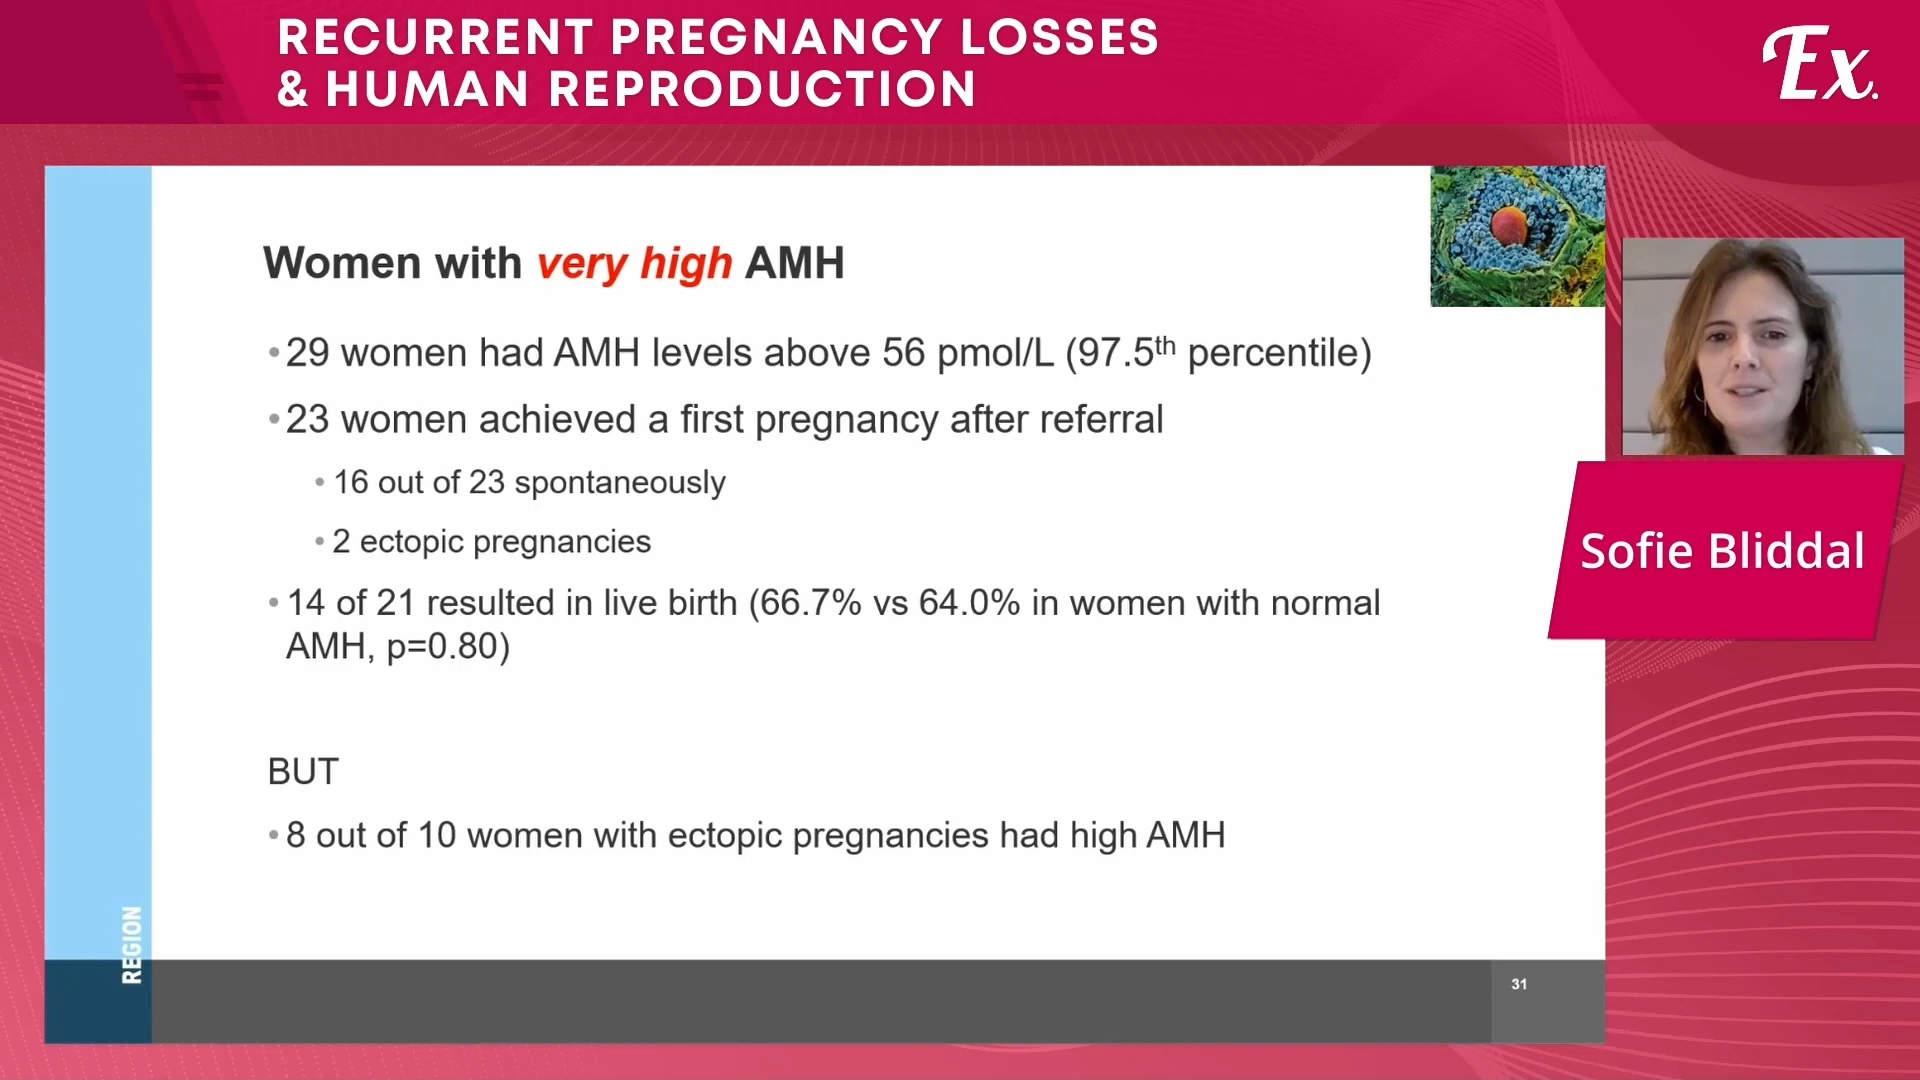 RECURRENT PREGNANCY LOSSES
& HUMAN REPRODUCTION
Ex.
Women with very high AMH
•29 women had AMH levels above 56 pmol/L (97.5th percentile)
•23 women achieved a first pregnancy after referral
•16 out of 23 spontaneously
•2 ectopic pregnancies
•14 of 21 resulted in live birth (66.7% vs 64.0% in women with normal
AMH, p=0.80)
BUT
•8 out of 10 women with ectopic pregnancies had high AMH
Sofie Bliddal
REGION
31